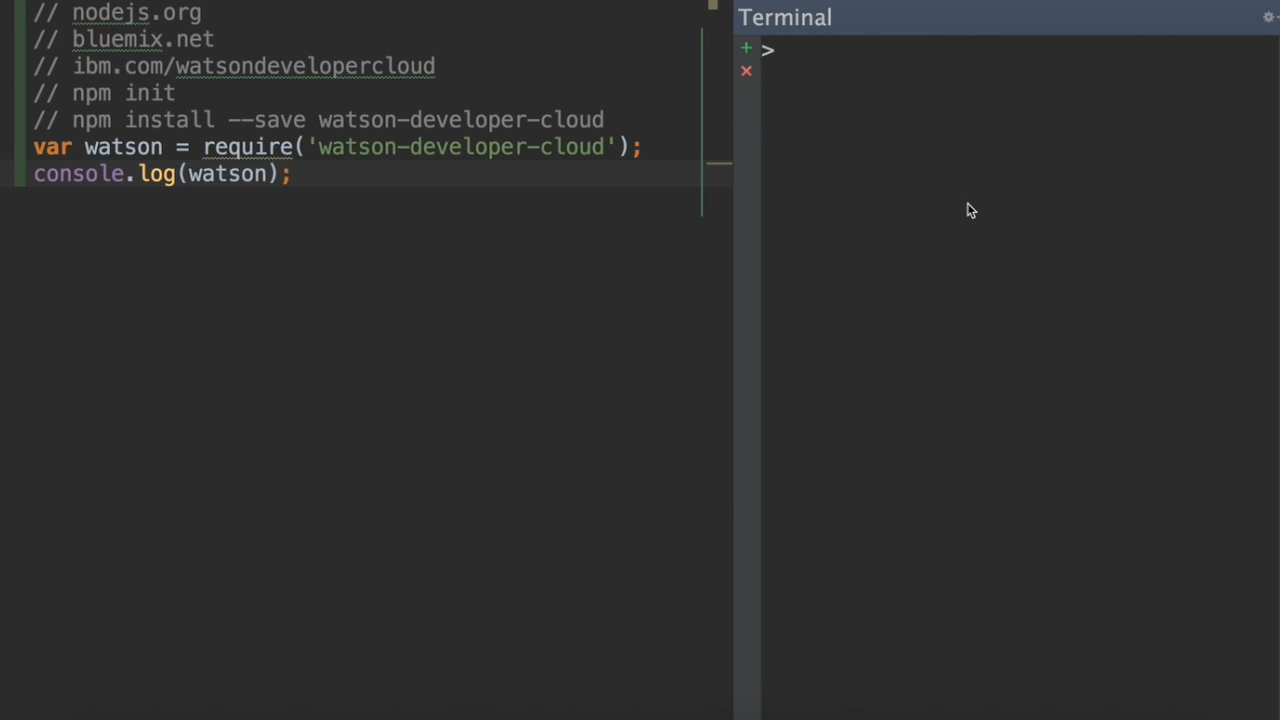 // nodejs.org
// bluemix.net
// ibm.com/watsondevelopercloud
// npm init
// npm install --save watson-developer-cloud
var watson = require('watson-developer-cloud');
console.log(watson);
Terminal
+ >
×